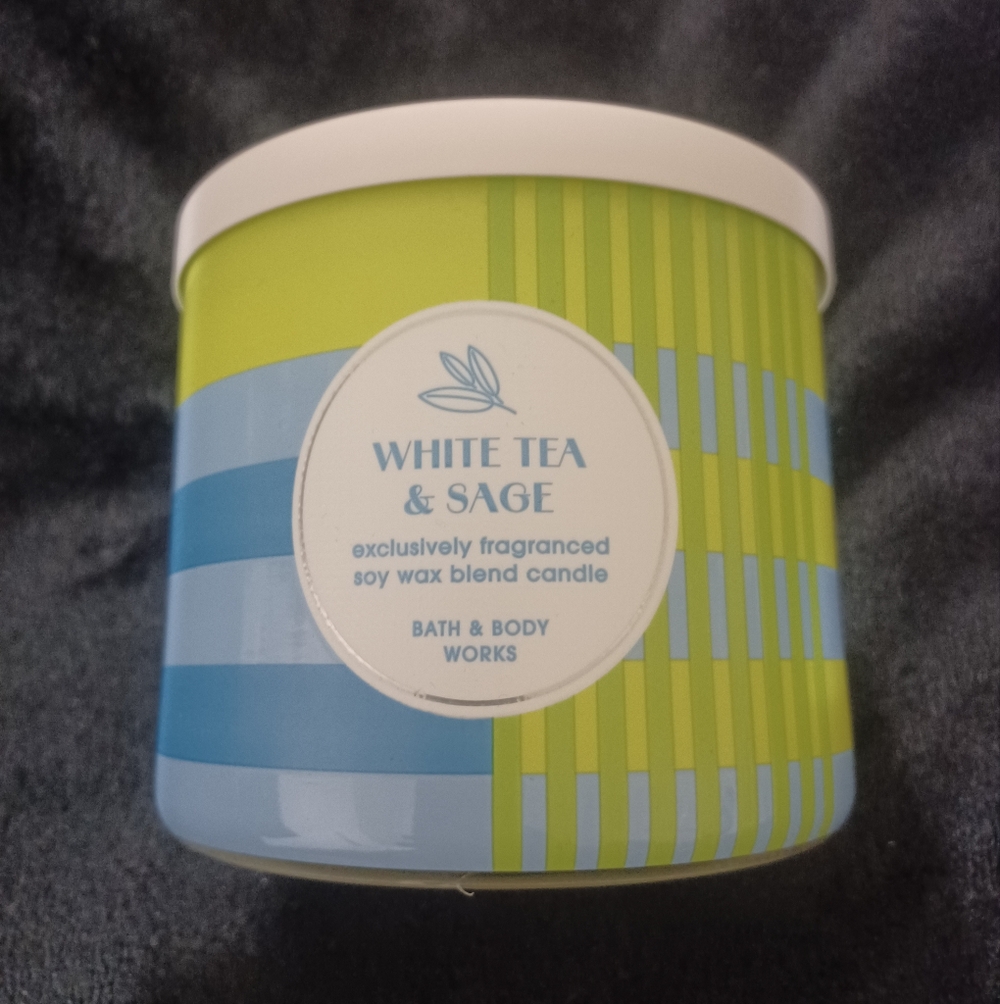 WHITE TEA
& SAGE
exclusively fragranced
soy wax blend candle
BATH & BODY
WORKS